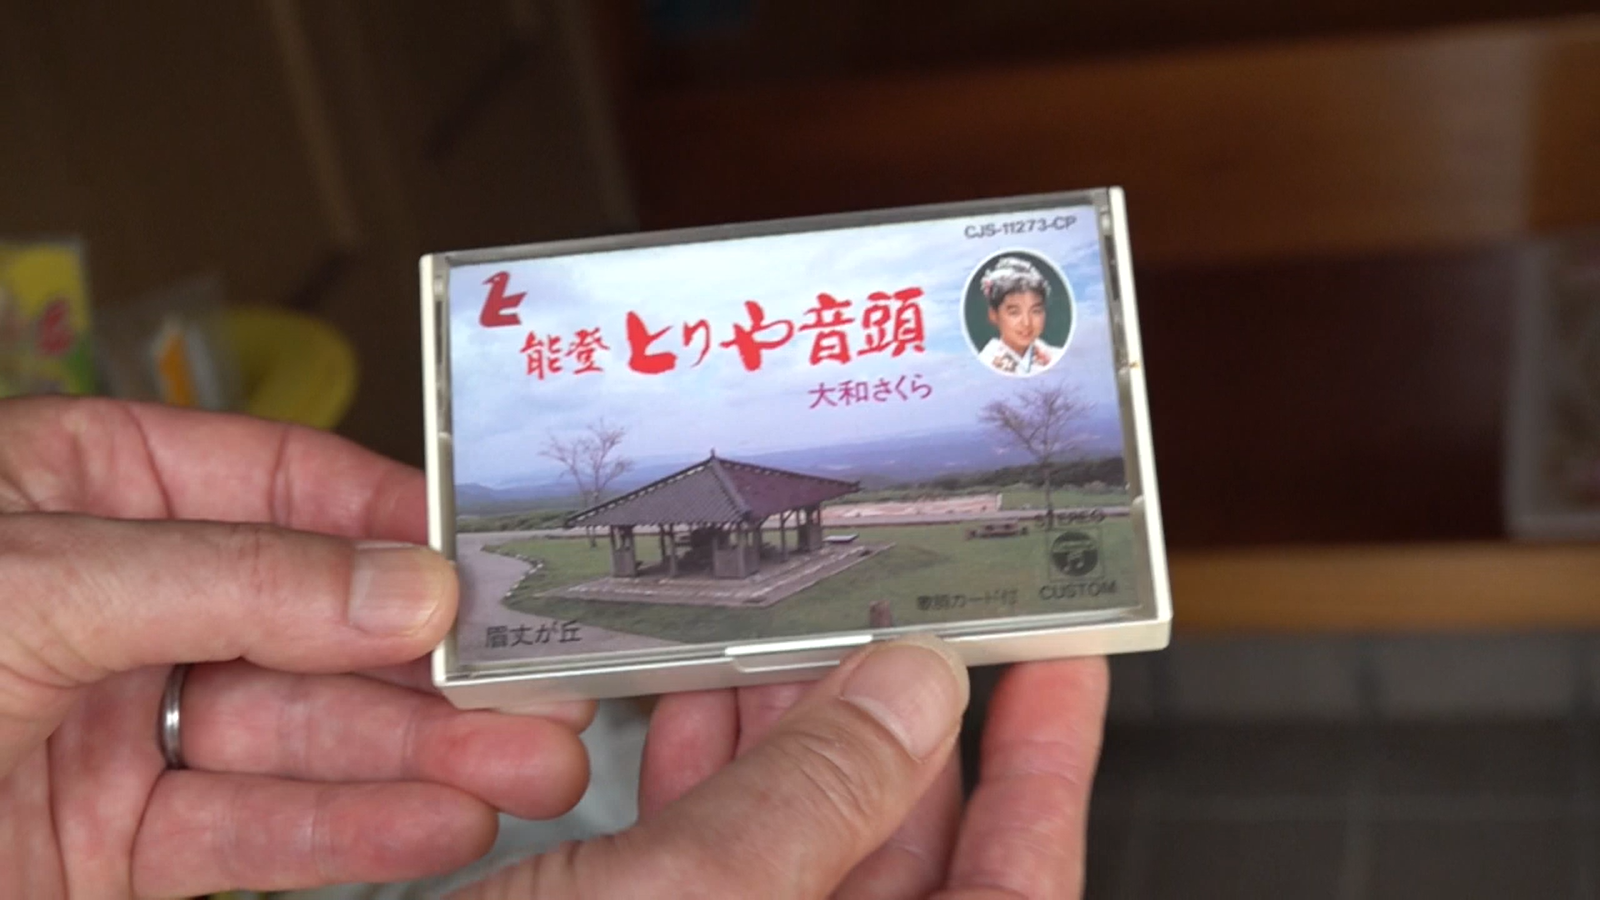 CJS-11273-CP
能登 とりや音頭
大和さくら
STEREO
CUSTOM
歌詞カード付
眉丈が丘